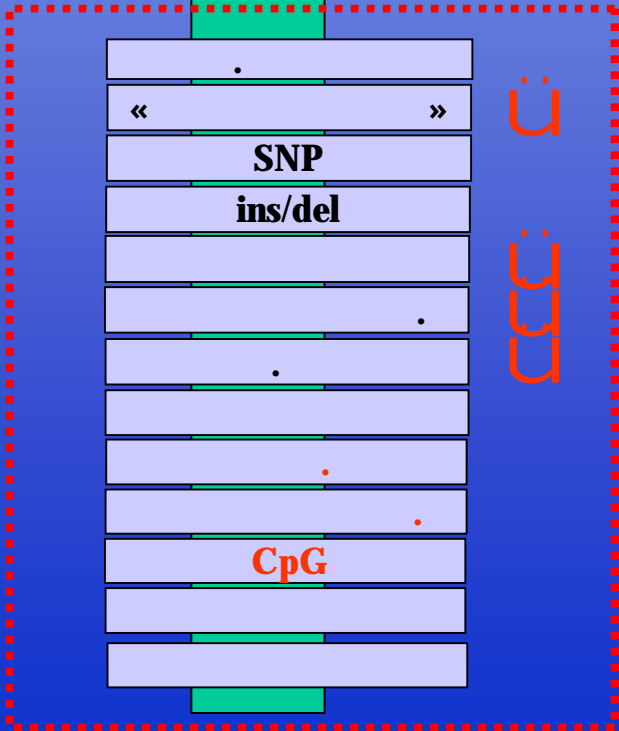 .
« »
ü
SNP
ins/del
ü
.
ü
.
ü
.
.
CpG